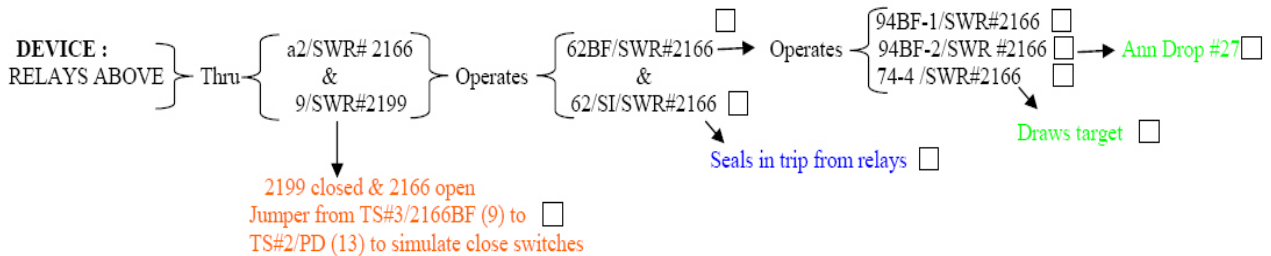 DEVICE :
RELAYS ABOVE
Thru
a2/SWR# 2166
&
9/SWR#2199
Operates
62BF/SWR#2166
&
62/SI/SWR#2166
Operates
94BF-1/SWR#2166
94BF-2/SWR #2166
74-4 /SWR#2166
Ann Drop #27
Draws target
Seals in trip from relays
2199 closed & 2166 open
Jumper from TS#3/2166BF (9) to
TS#2/PD (13) to simulate close switches